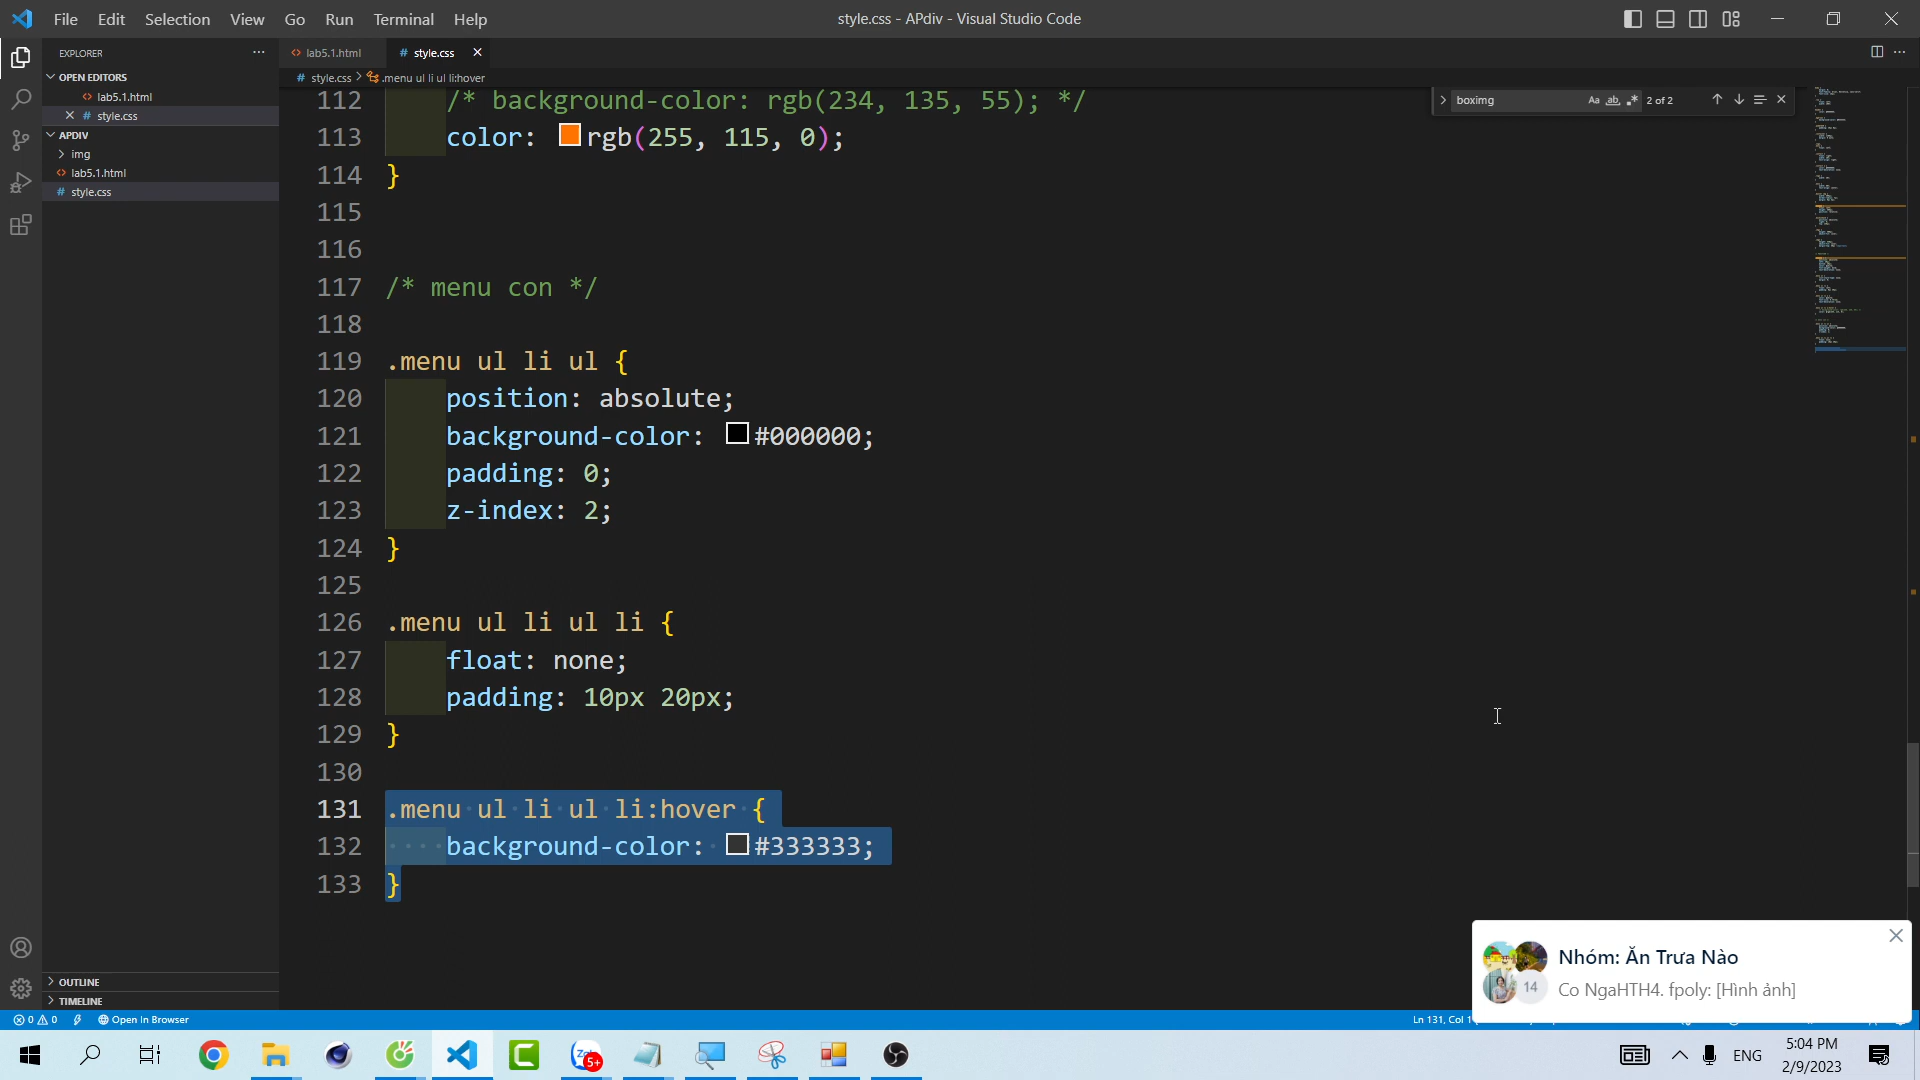 File Edit Selection View Go Run Terminal Help
style.css - APdiv - Visual Studio Code
EXPLORER
OPEN EDITORS
lab5.1.html
style.css
APDIV
img
lab5.1.html
style.css
OUTLINE
TIMELINE
lab5.1.html
style.css
style.css > .menu ul li ul li:hover
boximg
Aa ab .* 2 of 2
112 /* background-color: rgb(234, 135, 55); */
113 color: rgb(255, 115, 0);
114 }
115
116
117 /* menu con */
118
119 .menu ul li ul {
120 position: absolute;
121 background-color: #000000;
122 padding: 0;
123 z-index: 2;
124 }
125
126 .menu ul li ul li {
127 float: none;
128 padding: 10px 20px;
129 }
130
131 .menu ul li ul li:hover {
132 background-color: #333333;
133 }
Nhóm: Ăn Trưa Nào
14
Co NgaHTH4. fpoly: [Hình ảnh]
0 0 Open In Browser
Ln 131, Col 1
5+
ENG
5:04 PM
2/9/2023